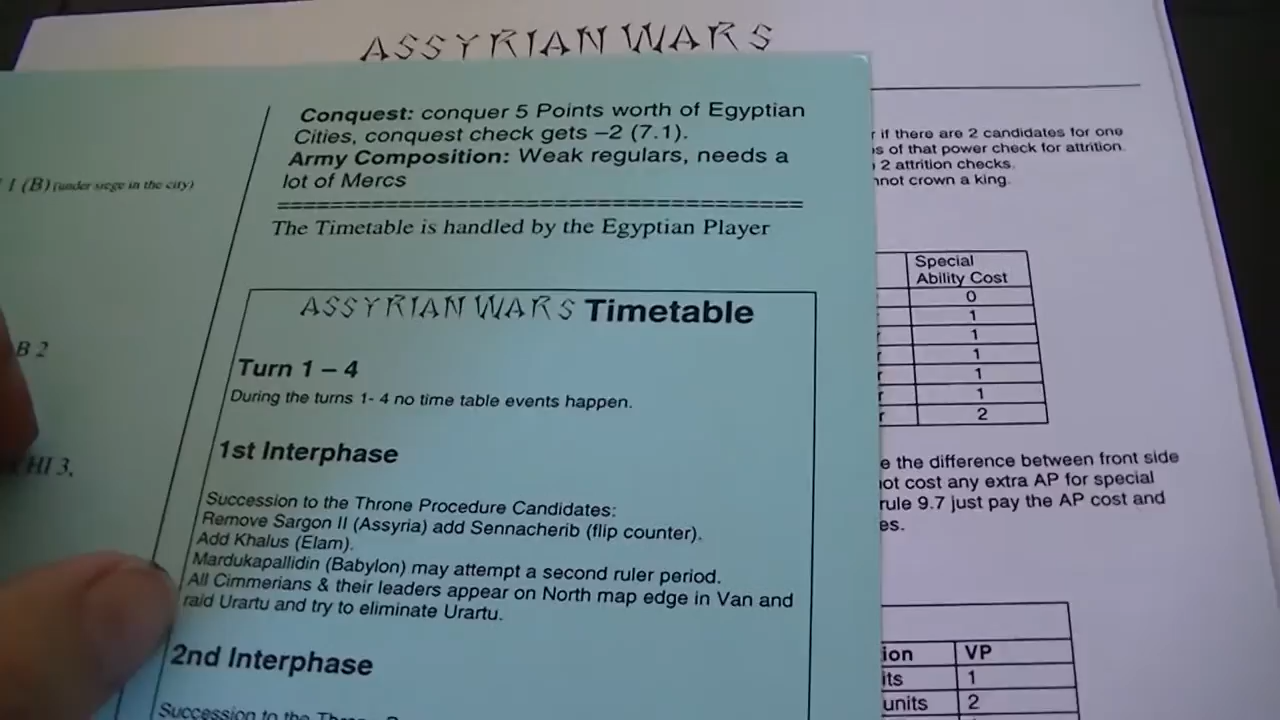 ASSYRIAN WARS
Conquest: conquer 5 Points worth of Egyptian
Cities, conquest check gets –2 (7.1).
Army Composition: Weak regulars, needs a
lot of Mercs
The Timetable is handled by the Egyptian Player
ASSYRIAN WARS Timetable
Turn 1 – 4
During the turns 1- 4 no time table events happen.
1st Interphase
Succession to the Throne Procedure Candidates:
Remove Sargon II (Assyria) add Sennacherib (flip counter).
Add Khalus (Elam).
Mardukapallidin (Babylon) may attempt a second ruler period.
All Cimmerians & their leaders appear on North map edge in Van and
raid Urartu and try to eliminate Urartu.
2nd Interphase
Succession to the
I (B) (under siege in the city)
B 2
HI 3,
if there are 2 candidates for one
s of that power check for attrition.
2 attrition checks.
nnot crown a king.
Special
Ability Cost
0
1
1
1
1
1
2
e the difference between front side
ot cost any extra AP for special
rule 9.7 just pay the AP cost and
es.
ion VP
its 1
units 2